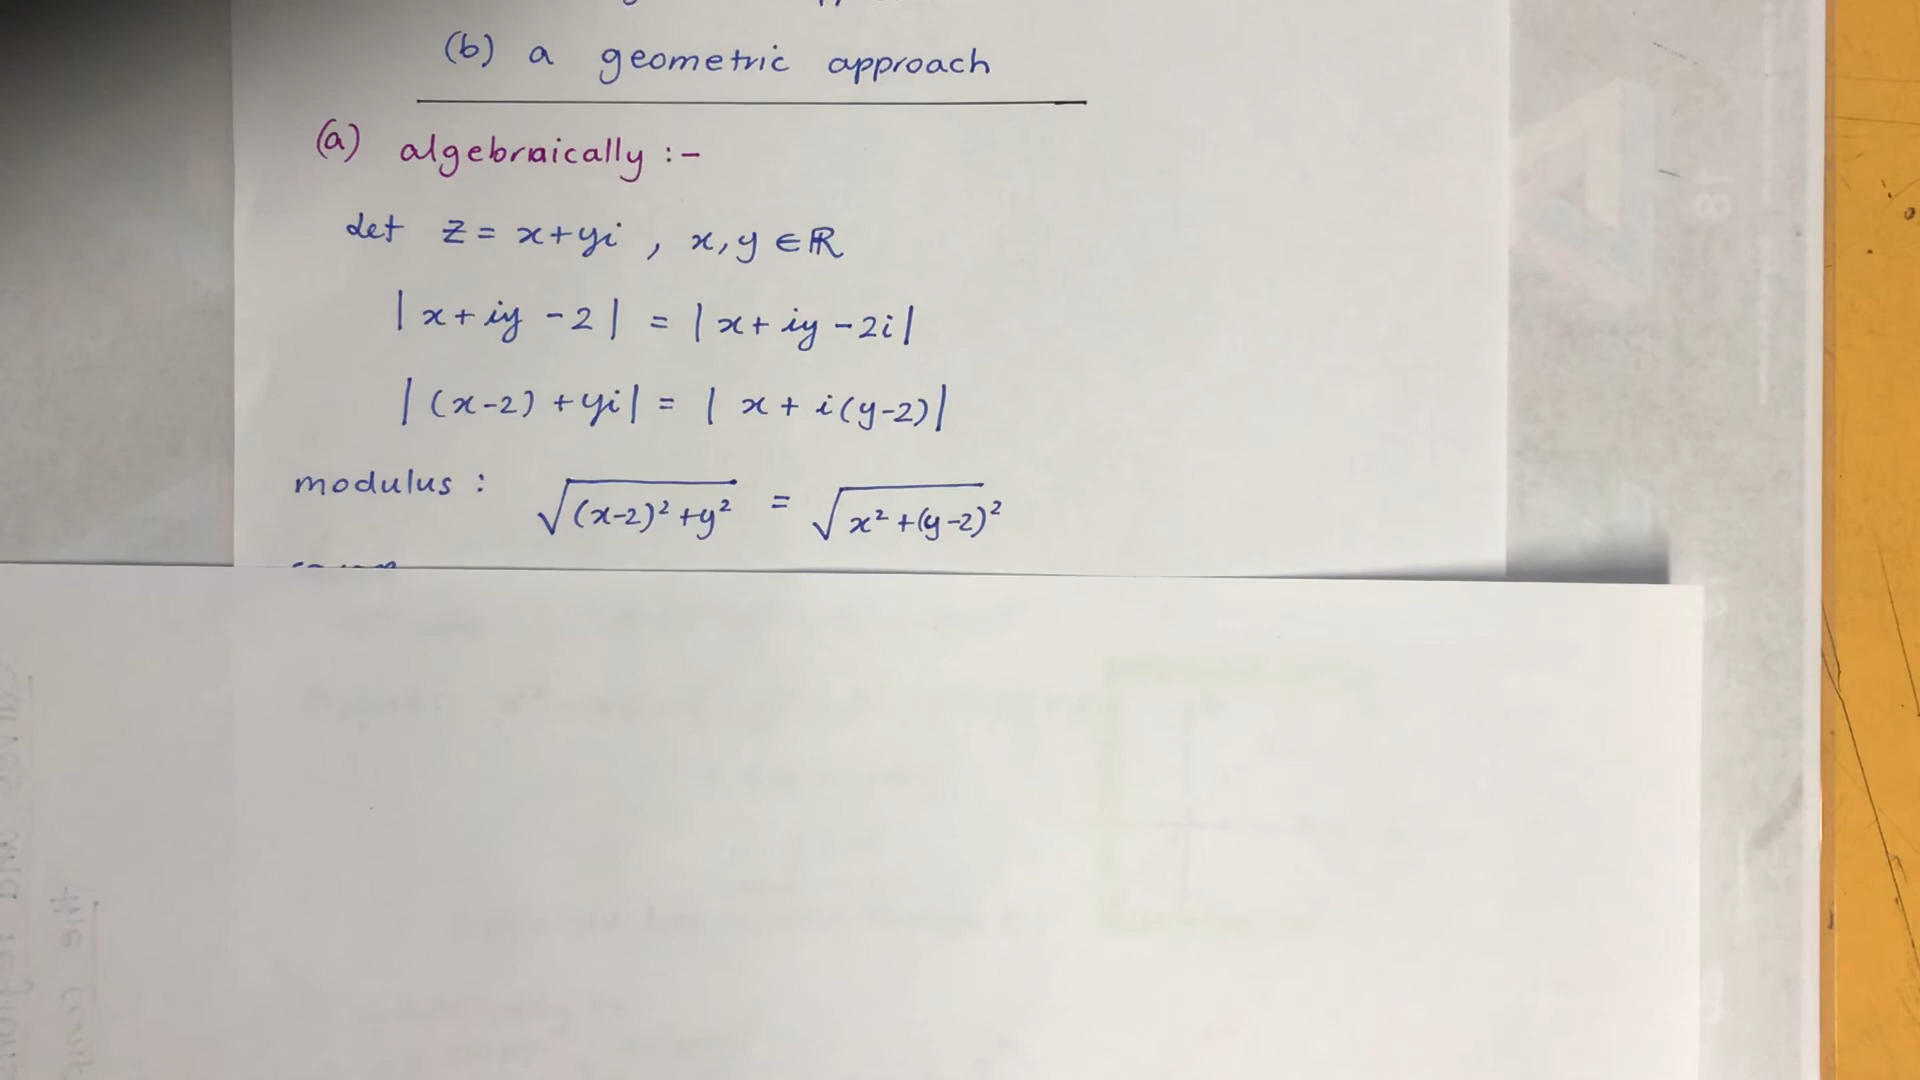 (b) a geometric approach
(a) algebraically :-
Let z = x+yi , x,y ∈ ℝ
|x+iy -2| = |x+iy -2i|
|(x-2) +yi| = | x + i(y-2)|
modulus : √(x-2)² +y² = √x² +(y-2)²